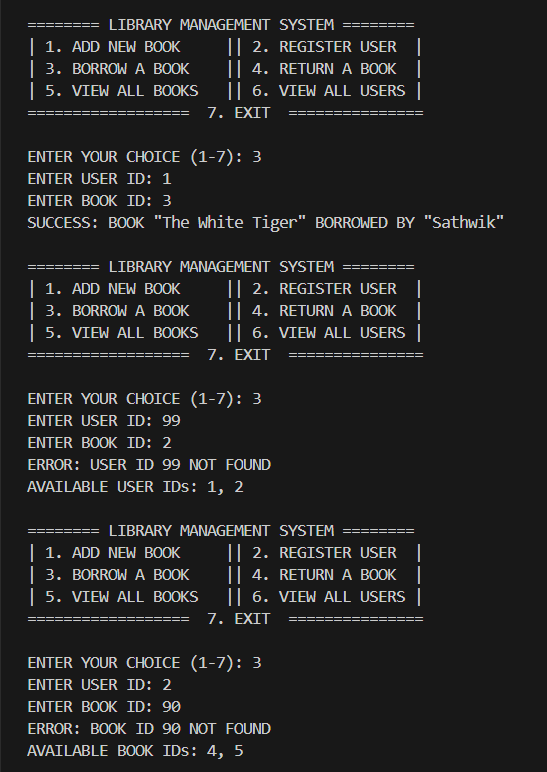 ======== LIBRARY MANAGEMENT SYSTEM ========
| 1. ADD NEW BOOK     || 2. REGISTER USER  |
| 3. BORROW A BOOK    || 4. RETURN A BOOK  |
| 5. VIEW ALL BOOKS   || 6. VIEW ALL USERS |
==================  7. EXIT  ===============
ENTER YOUR CHOICE (1-7): 3
ENTER USER ID: 1
ENTER BOOK ID: 3
SUCCESS: BOOK "The White Tiger" BORROWED BY "Sathwik"
======== LIBRARY MANAGEMENT SYSTEM ========
| 1. ADD NEW BOOK     || 2. REGISTER USER  |
| 3. BORROW A BOOK    || 4. RETURN A BOOK  |
| 5. VIEW ALL BOOKS   || 6. VIEW ALL USERS |
==================  7. EXIT  ===============
ENTER YOUR CHOICE (1-7): 3
ENTER USER ID: 99
ENTER BOOK ID: 2
ERROR: USER ID 99 NOT FOUND
AVAILABLE USER IDs: 1, 2
======== LIBRARY MANAGEMENT SYSTEM ========
| 1. ADD NEW BOOK     || 2. REGISTER USER  |
| 3. BORROW A BOOK    || 4. RETURN A BOOK  |
| 5. VIEW ALL BOOKS   || 6. VIEW ALL USERS |
==================  7. EXIT  ===============
ENTER YOUR CHOICE (1-7): 3
ENTER USER ID: 2
ENTER BOOK ID: 90
ERROR: BOOK ID 90 NOT FOUND
AVAILABLE BOOK IDs: 4, 5